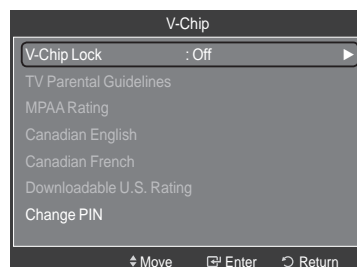 V-Chip
V-Chip Lock : Off
TV Parental Guidelines
MPAA Rating
Canadian English
Canadian French
Downloadable U.S. Rating
Change PIN
Move Enter Return